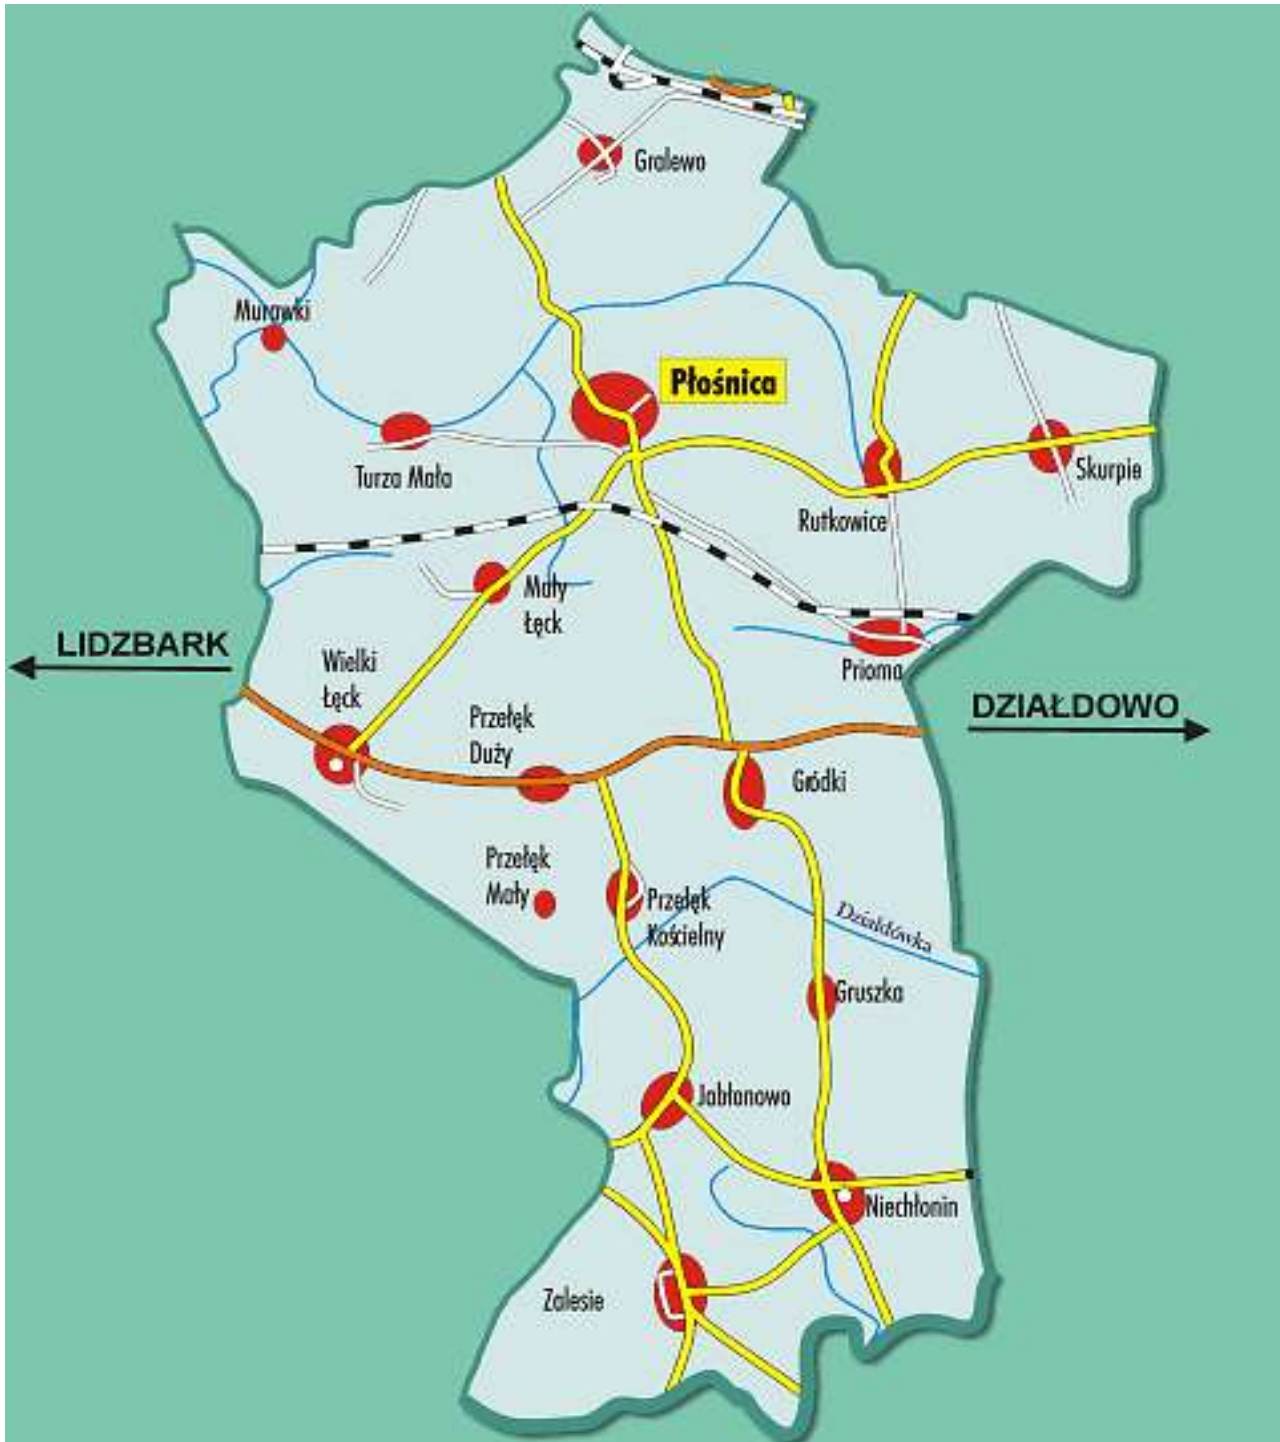 Gralewo
Murawki
Płośnica
Turza Mała
Skurpie
Rutkowice
Mały
Łęck
LIDZBARK
Wielki
Łęck
Prioma
DZIAŁDOWO
Przełęk
Duży
Gródki
Przełęk
Mały
Przełęk
Kościelny
Działdówka
Gruszka
Jabłonowo
Niechłonin
Zalesie